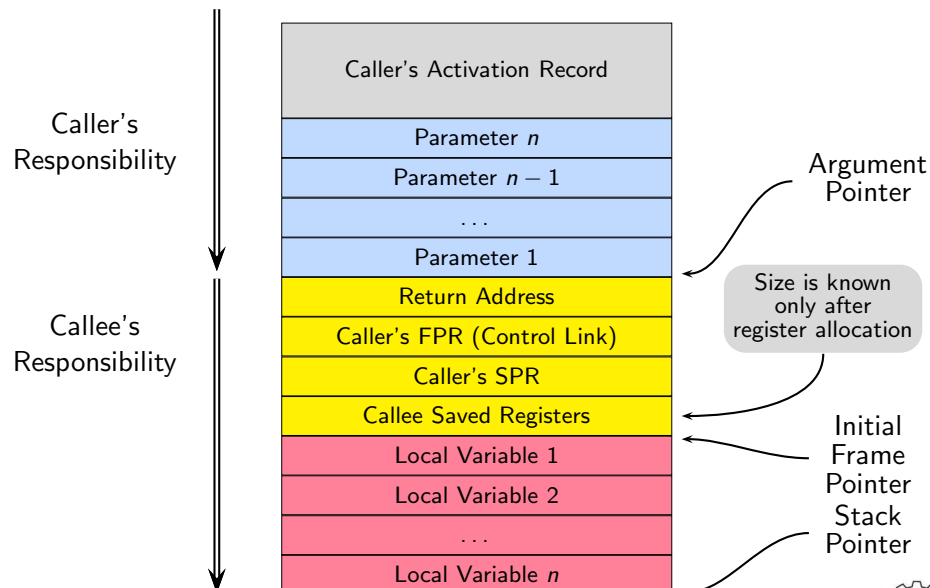 Caller's Activation Record
Caller's
Responsibility
Parameter n
Parameter n − 1
. . .
Parameter 1
Argument
Pointer
Callee's
Responsibility
Return Address
Caller's FPR (Control Link)
Caller's SPR
Callee Saved Registers
Size is known
only after
register allocation
Initial
Frame
Pointer
Local Variable 1
Local Variable 2
. . .
Local Variable n
Stack
Pointer